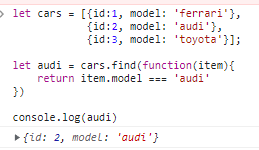 let cars = [{id:1, model: 'ferrari'},
{id:2, model: 'audi'},
{id:3, model: 'toyota'}];
let audi = cars.find(function(item){
return item.model === 'audi'
})
console.log(audi)
{id: 2, model: 'audi'}